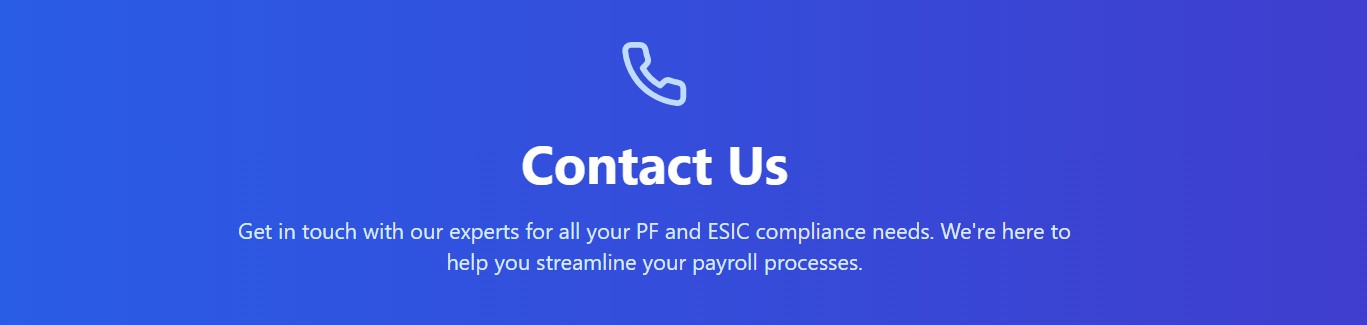 Contact Us
Get in touch with our experts for all your PF and ESIC compliance needs. We're here to
help you streamline your payroll processes.